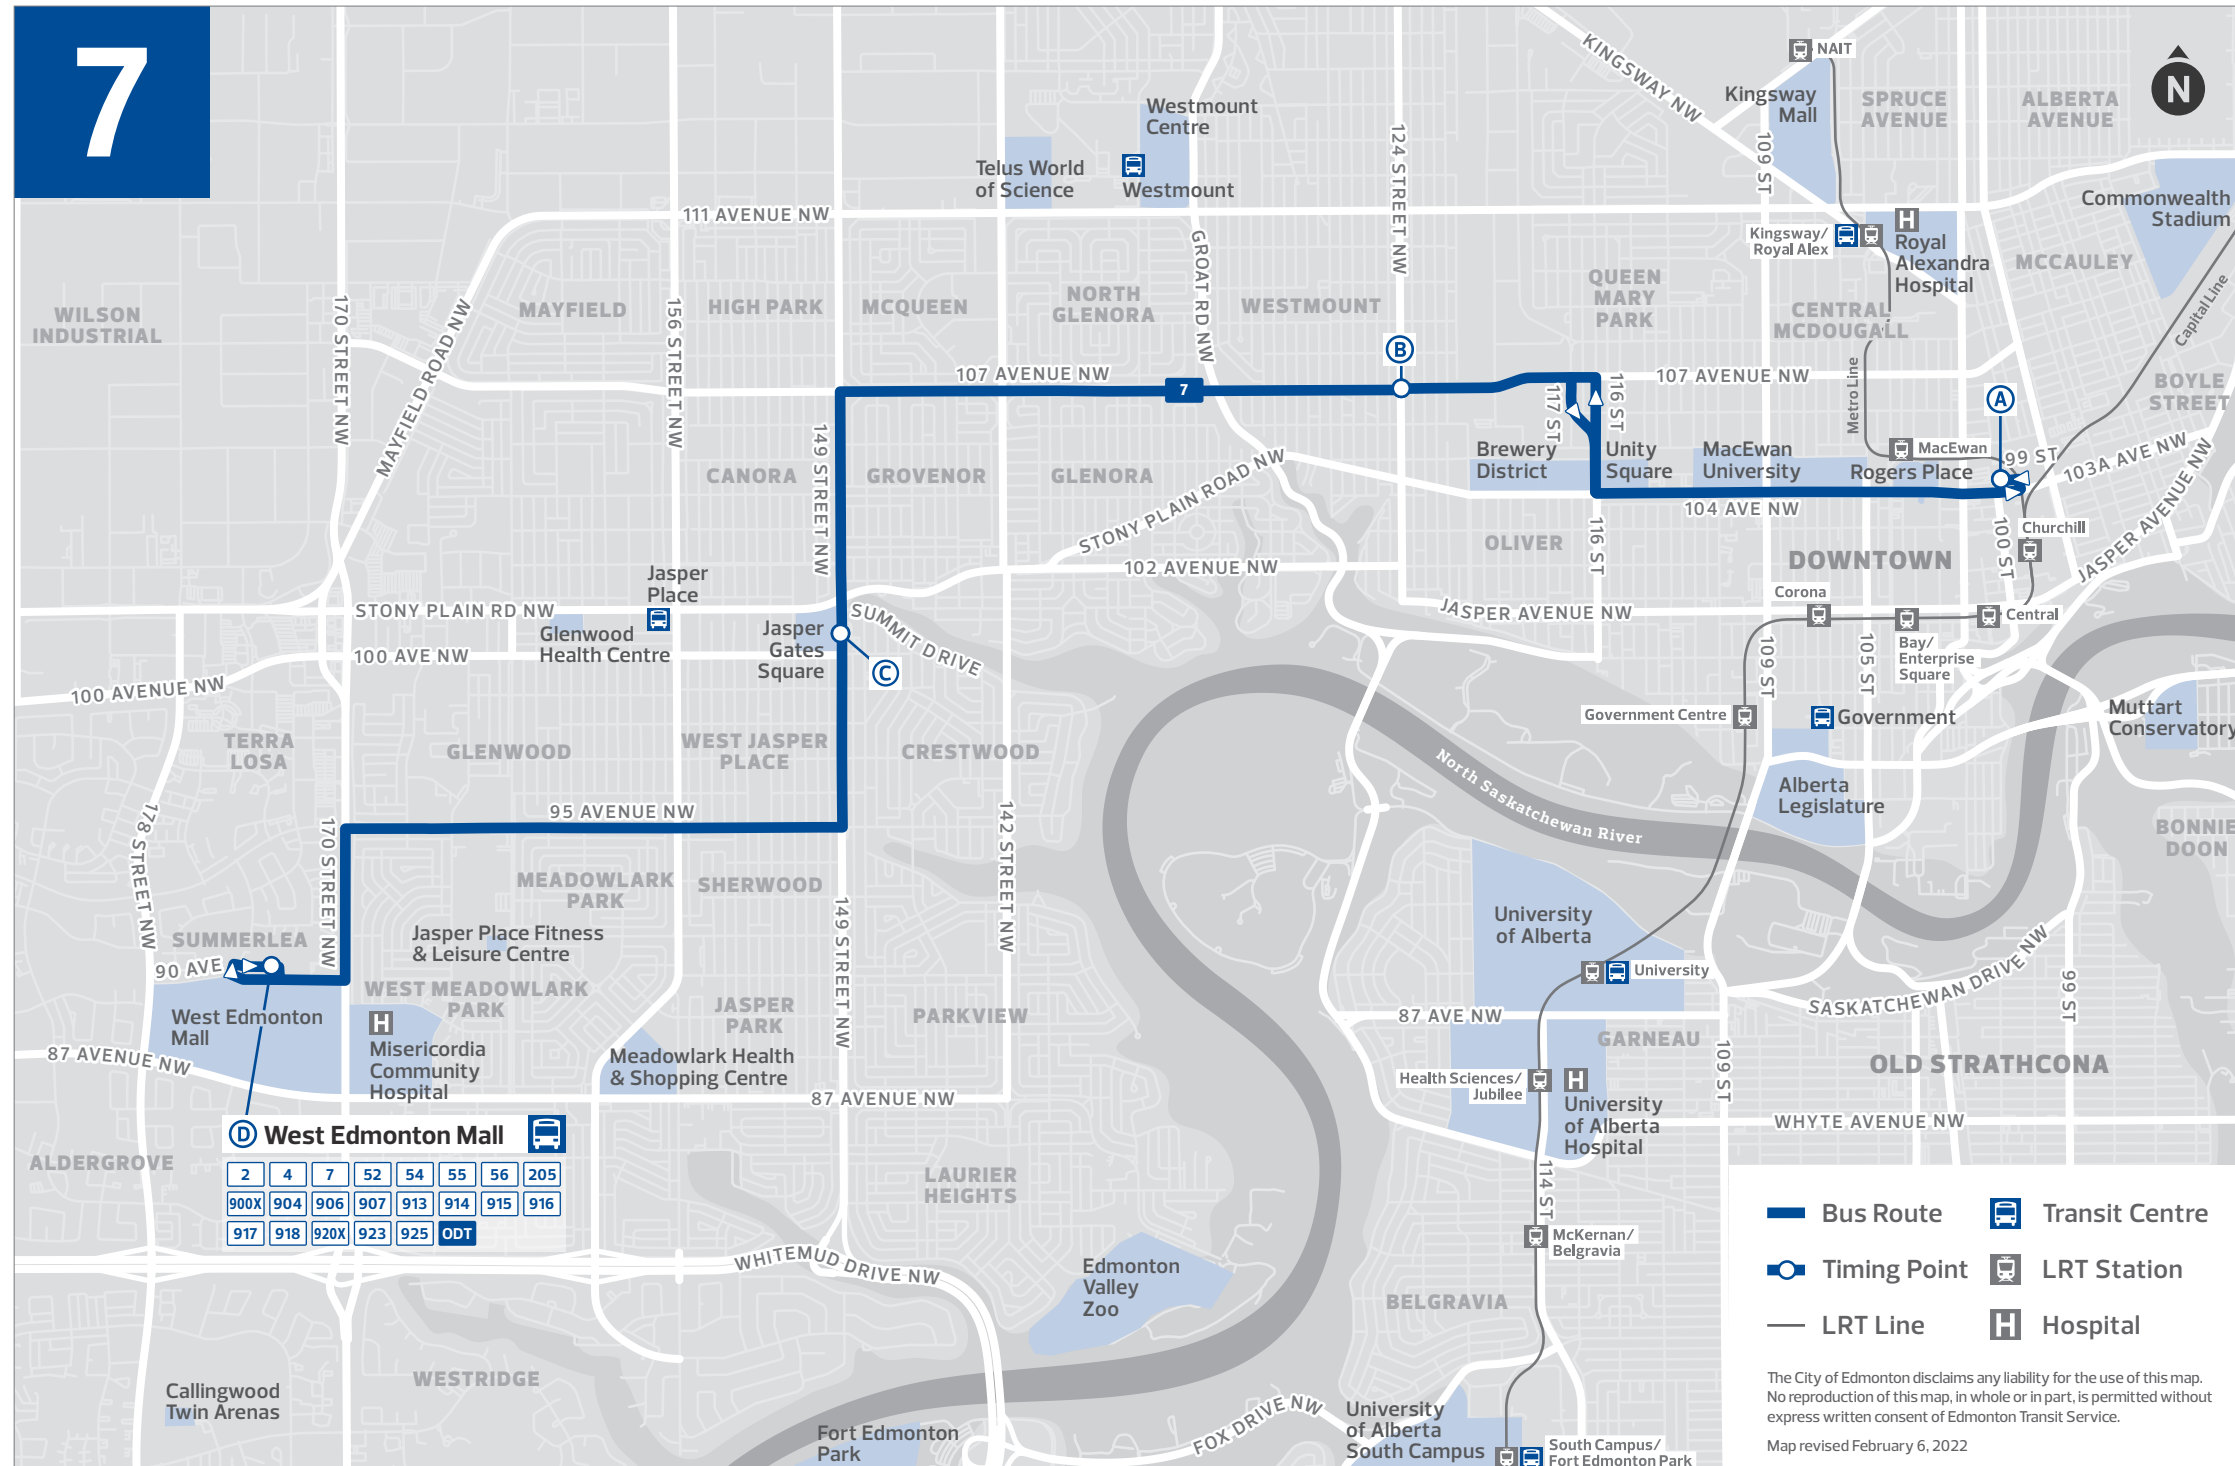 7
N
NAIT
Kingsway
Mall
KINGSWAY NW
SPRUCE
AVENUE
ALBERTA
AVENUE
Westmount
Centre
Telus World
of Science
Westmount
124 STREET NW
109 ST
Commonwealth
Stadium
111 AVENUE NW
GROAT RD NW
Kingsway/
Royal Alex
H
Royal
Alexandra
Hospital
MCCAULEY
WILSON
INDUSTRIAL
170 STREET NW
MAYFIELD ROAD NW
MAYFIELD
156 STREET NW
HIGH PARK
MCQUEEN
NORTH
GLENORA
WESTMOUNT
QUEEN
MARY
PARK
CENTRAL
MCDOUGALL
Capital Line
B
107 AVENUE NW
7
117 ST
116 ST
107 AVENUE NW
Metro Line
A
BOYLE
STREET
149 STREET NW
CANORA
GROVENOR
GLENORA
STONY PLAIN ROAD NW
Brewery
District
Unity
Square
MacEwan
University
MacEwan
Rogers Place
99 ST
103A AVE NW
104 AVE NW
OLIVER
116 ST
DOWNTOWN
100 ST
Churchill
JASPER AVENUE NW
102 AVENUE NW
Jasper
Place
STONY PLAIN RD NW
Glenwood
Health Centre
Jasper
Gates
Square
SUMMIT DRIVE
C
JASPER AVENUE NW
Corona
Central
Bay/
Enterprise
Square
109 ST
105 ST
100 AVE NW
100 AVENUE NW
Government Centre
Government
Muttart
Conservatory
TERRA
LOSA
GLENWOOD
WEST JASPER
PLACE
CRESTWOOD
North Saskatchewan River
Alberta
Legislature
BONNIE
DOON
178 STREET NW
170 STREET NW
95 AVENUE NW
142 STREET NW
MEADOWLARK
PARK
SHERWOOD
149 STREET NW
University
of Alberta
SUMMERLEA
90 AVE
Jasper Place Fitness
& Leisure Centre
University
SASKATCHEWAN DRIVE NW
99 ST
WEST MEADOWLARK
PARK
JASPER
PARK
PARKVIEW
87 AVE NW
GARNEAU
West Edmonton
Mall
H
Misericordia
Community
Hospital
Meadowlark Health
& Shopping Centre
87 AVENUE NW
87 AVENUE NW
109 ST
OLD STRATHCONA
Health Sciences/
Jubilee
H
University
of Alberta
Hospital
WHYTE AVENUE NW
D West Edmonton Mall
2 4 7 52 54 55 56 205
900X 904 906 907 913 914 915 916
917 918 920X 923 925 ODT
ALDERGROVE
LAURIER
HEIGHTS
114 ST
McKernan/
Belgravia
WHITEMUD DRIVE NW
Edmonton
Valley
Zoo
BELGRAVIA
WESTRIDGE
Callingwood
Twin Arenas
Fort Edmonton
Park
FOX DRIVE NW
University
of Alberta
South Campus
South Campus/
Fort Edmonton Park
Bus Route
Transit Centre
Timing Point
LRT Station
LRT Line
H Hospital
The City of Edmonton disclaims any liability for the use of this map.
No reproduction of this map, in whole or in part, is permitted without
express written consent of Edmonton Transit Service.
Map revised February 6, 2022